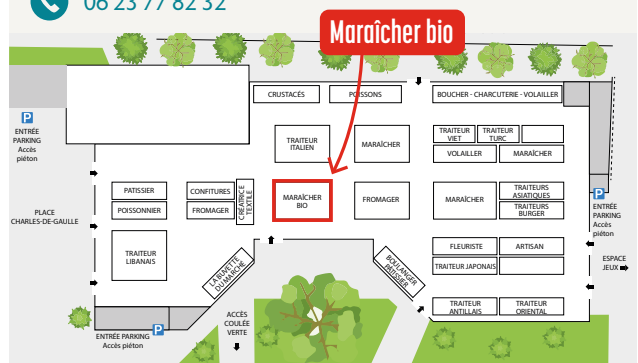 06 23 77 82 32
Maraîcher bio
CRUSTACÉS
POISSONS
BOUCHER - CHARCUTERIE - VOLAILLER
P
ENTRÉE
PARKING
Accès
piéton
TRAITEUR
ITALIEN
MARAÎCHER
TRAITEUR
VIET
TRAITEUR
TURC
VOLAILLER
MARAÎCHER
PATISSIER
CONFITURES
POISSONNIER
FROMAGER
CRÉATRICE
TEXTILE
MARAÎCHER
BIO
FROMAGER
MARAÎCHER
TRAITEURS
ASIATIQUES
TRAITEURS
BURGER
P
ENTRÉE
PARKING
Accès
piéton
PLACE
CHARLES-DE-GAULLE
TRAITEUR
LIBANAIS
LA BUVETTE
DU MARCHÉ
BOULANGER
PÂTISSIER
FLEURISTE
ARTISAN
TRAITEUR JAPONAIS
ESPACE
JEUX
TRAITEUR
ANTILLAIS
TRAITEUR
ORIENTAL
ACCÈS
COULÉE
VERTE
ENTRÉE PARKING P
Accès piéton